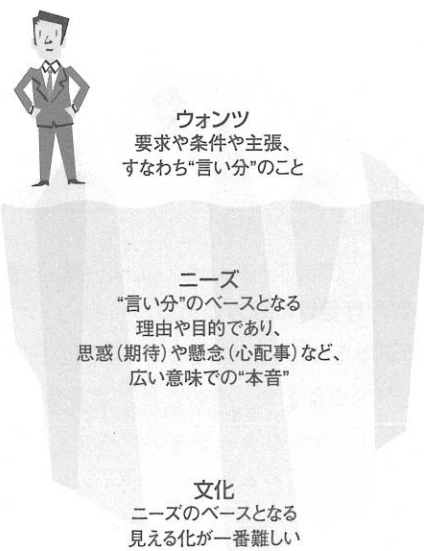 ウォンツ
要求や条件や主張、
すなわち“言い分”のこと
ニーズ
“言い分”のベースとなる
理由や目的であり、
思惑(期待)や懸念(心配事)など、
広い意味での“本音”
文化
ニーズのベースとなる
見える化が一番難しい